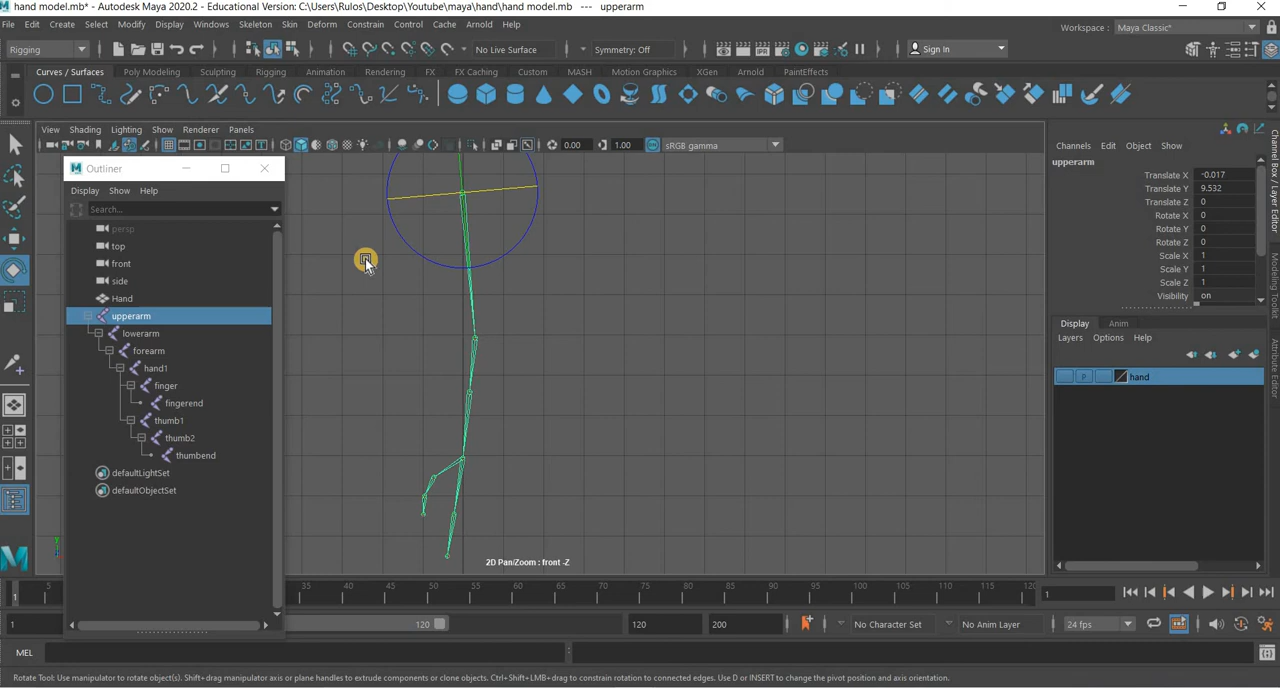 hand model.mb* - Autodesk Maya 2020.2 - Educational Version: C:\Users\Rulos\Desktop\Youtube\maya\hand\hand model.mb --- upperarm
File Edit Create Select Modify Display Windows Skeleton Skin Deform Constrain Control Cache Arnold Help
Workspace : Maya Classic*
Rigging
No Live Surface
Symmetry: Off
Sign In
Curves / Surfaces Poly Modeling Sculpting Rigging Animation Rendering FX FX Caching Custom MASH Motion Graphics XGen Arnold PaintEffects
View Shading Lighting Show Renderer Panels
0.00 1.00 sRGB gamma
Outliner
Display Show Help
Search...
persp
top
front
side
Hand
upperarm
lowerarm
forearm
hand1
finger
fingerend
thumb1
thumb2
thumbend
defaultLightSet
defaultObjectSet
2D Pan/Zoom : front -Z
Channels Edit Object Show
upperarm
Translate X -0.017
Translate Y 9.532
Translate Z 0
Rotate X 0
Rotate Y 0
Rotate Z 0
Scale X 1
Scale Y 1
Scale Z 1
Visibility on
Display Anim
Layers Options Help
P hand
Channel Box / Layer Editor
Modeling Toolkit
Attribute Editor
5 35 40 45 50 55 60 65 70 75 80 85 90 95 100 105 110 115 120
1
1
1 120 120 200 No Character Set No Anim Layer 24 fps
MEL
Rotate Tool: Use manipulator to rotate object(s). Shift+drag manipulator axis or plane handles to extrude components or clone objects. Ctrl+Shift+LMB+drag to constrain rotation to connected edges. Use D or INSERT to change the pivot position and axis orientation.